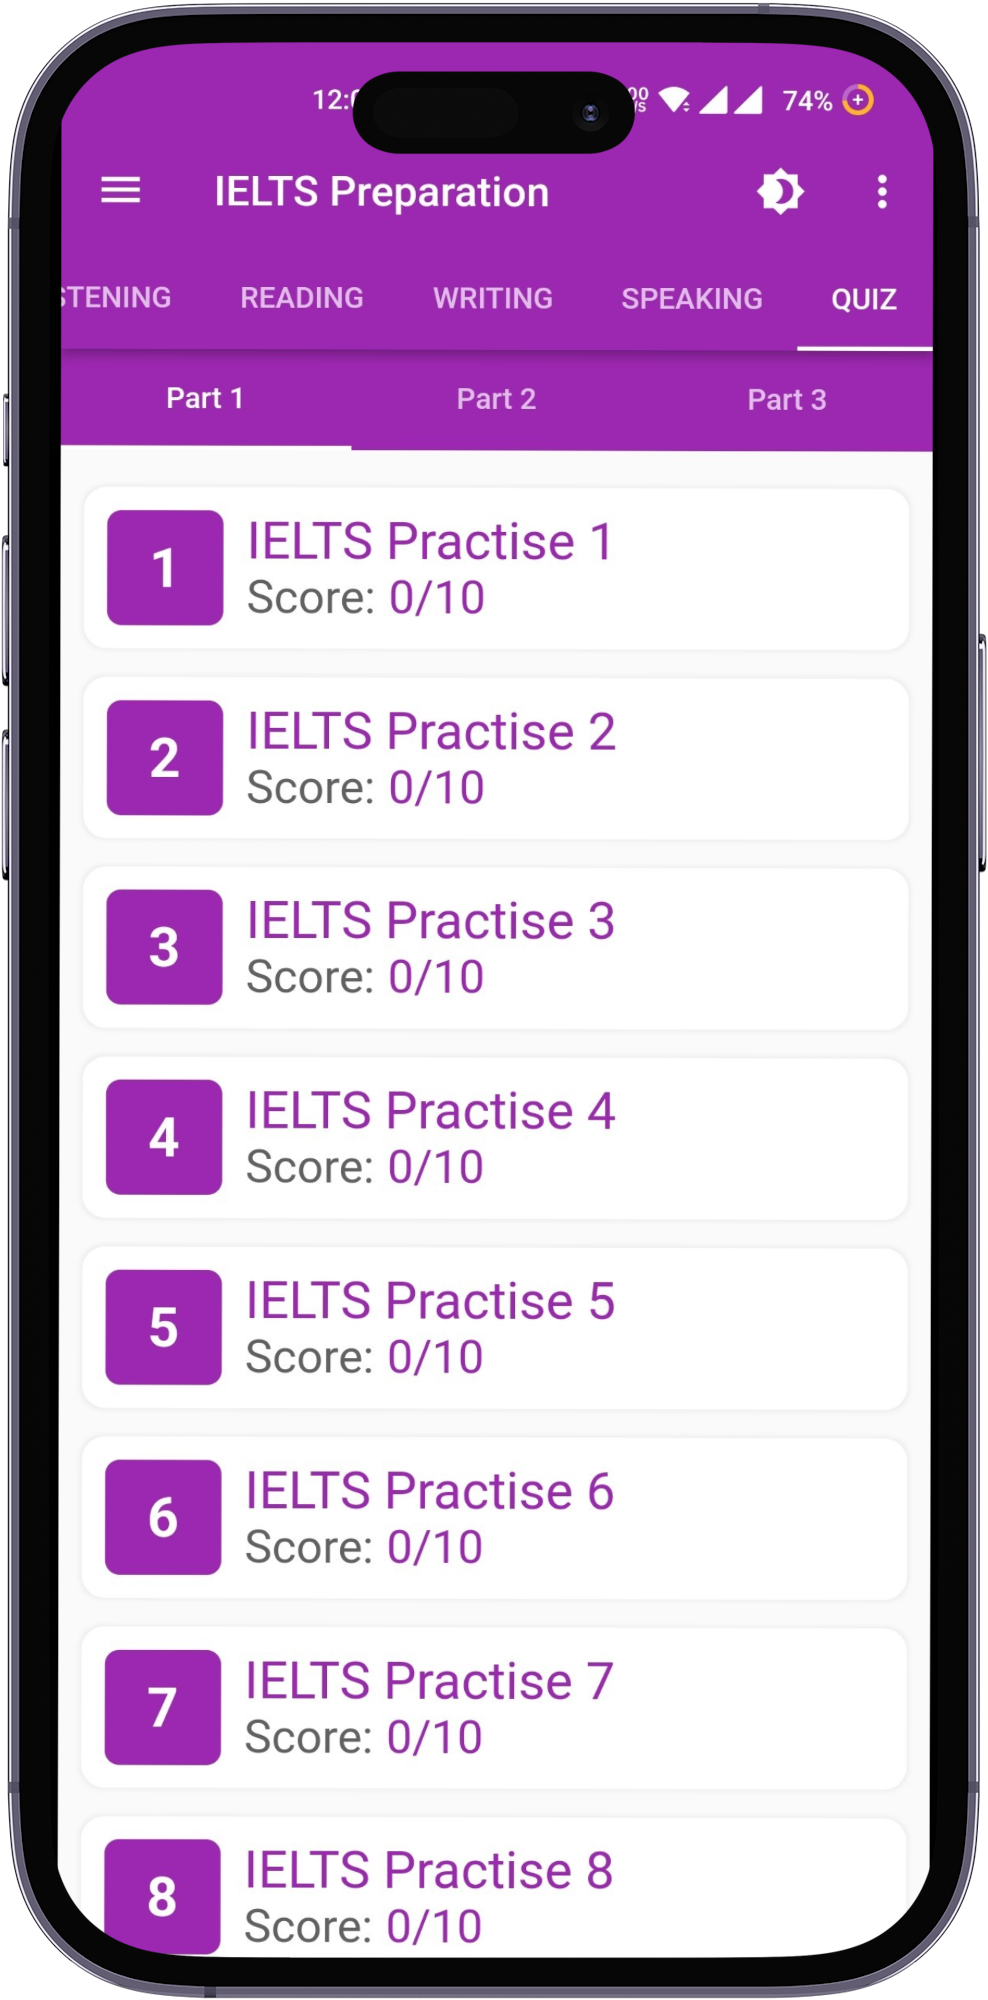 74%
IELTS Preparation
READING WRITING SPEAKING QUIZ
Part 1 Part 2 Part 3
1
IELTS Practise 1
Score: 0/10
2
IELTS Practise 2
Score: 0/10
3
IELTS Practise 3
Score: 0/10
4
IELTS Practise 4
Score: 0/10
5
IELTS Practise 5
Score: 0/10
6
IELTS Practise 6
Score: 0/10
7
IELTS Practise 7
Score: 0/10
8
IELTS Practise 8
Score: 0/10